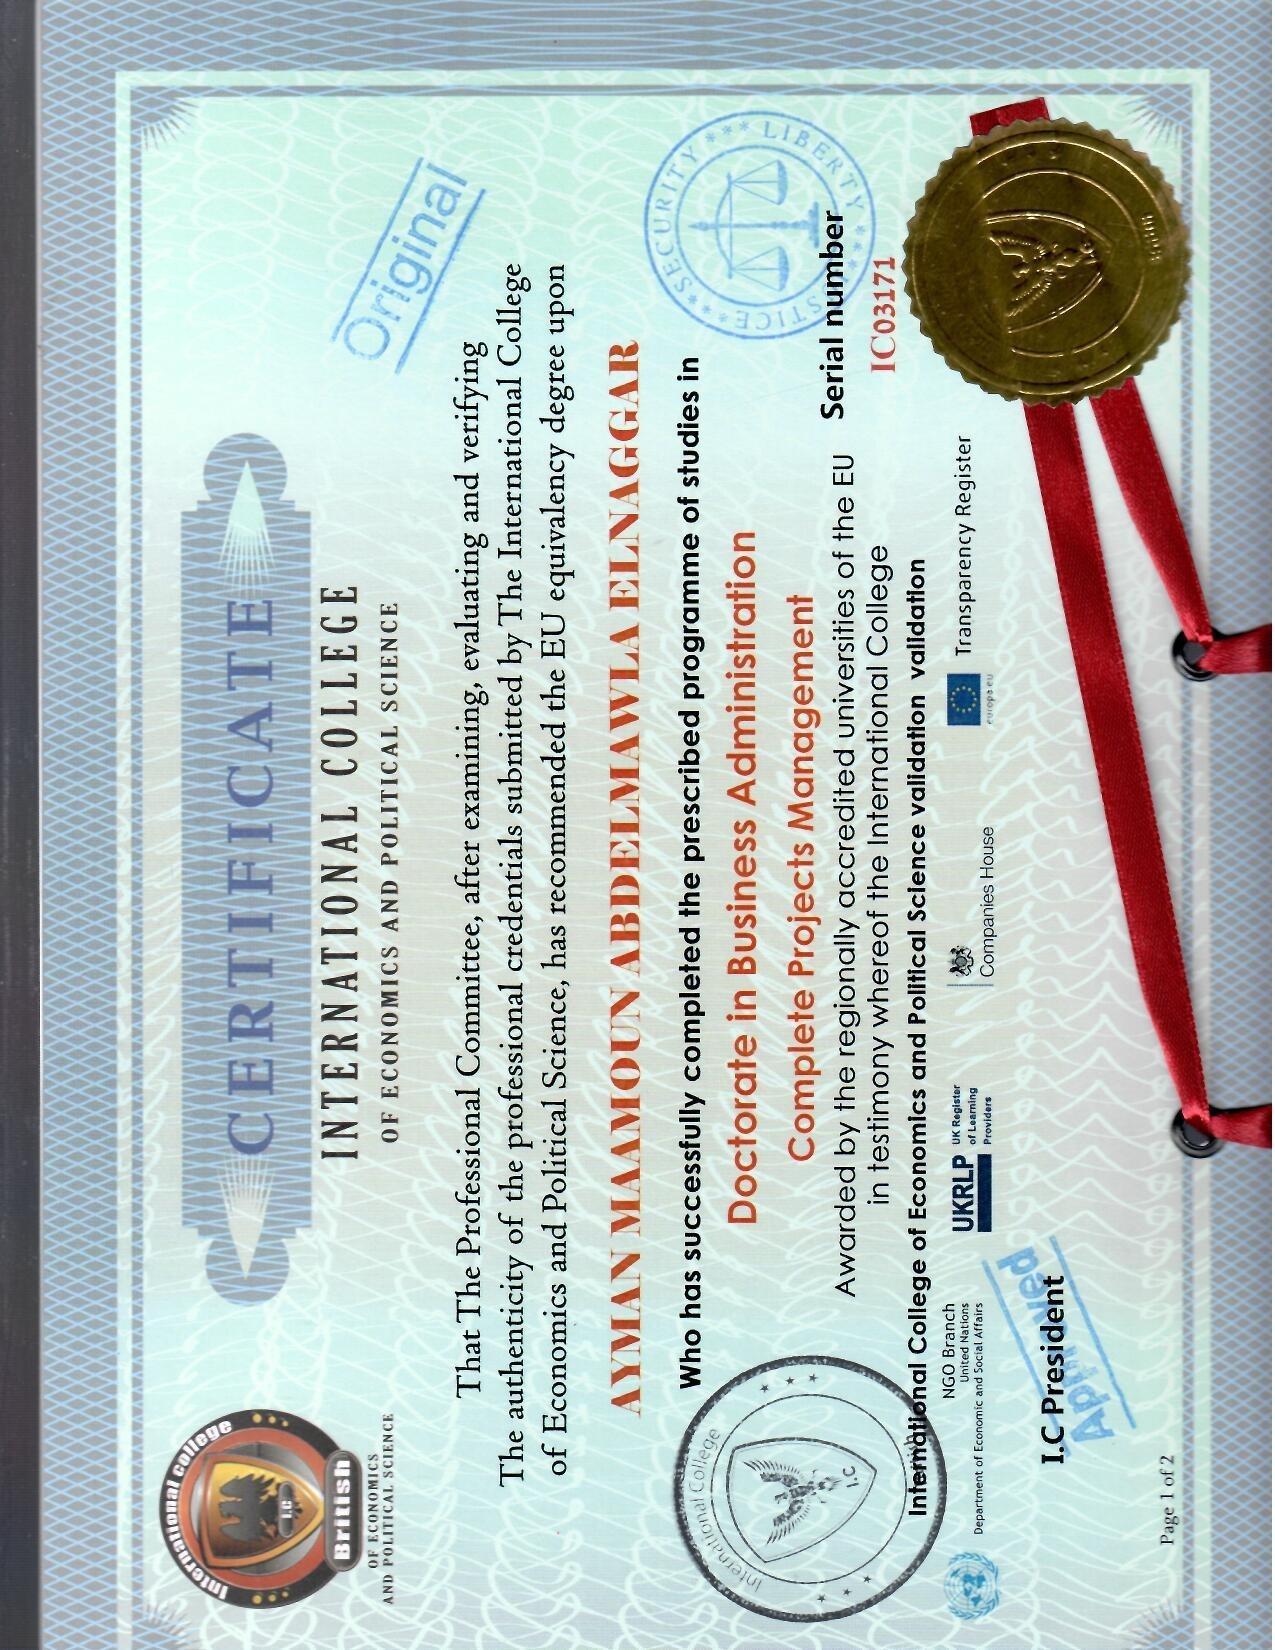 International college
I.C
British
OF ECONOMICS
AND POLITICAL SCIENCE
CERTIFICATE
INTERNATIONAL COLLEGE
OF ECONOMICS AND POLITICAL SCIENCE
Original
That The Professional Committee, after examining, evaluating and verifying
The authenticity of the professional credentials submitted by The International College
of Economics and Political Science, has recommended the EU equivalency degree upon
AYMAN MAAMOUN ABDELMAWLA ELNAGGAR
Who has successfully completed the prescribed programme of studies in
Doctorate in Business Administration
Complete Projects Management
Awarded by the regionally accredited universities of the EU
in testimony whereof the International College
International College of Economics and Political Science validation validation
International College
I.C
British
SECURITY *** LIBERTY *** JUSTICE ***
Serial number
IC03171
NGO Branch
United Nations
Department of Economic and Social Affairs
UKRLP
UK Register
of Learning
Providers
Companies House
europa.eu
Transparency Register
Approved
I.C President
Page 1 of 2